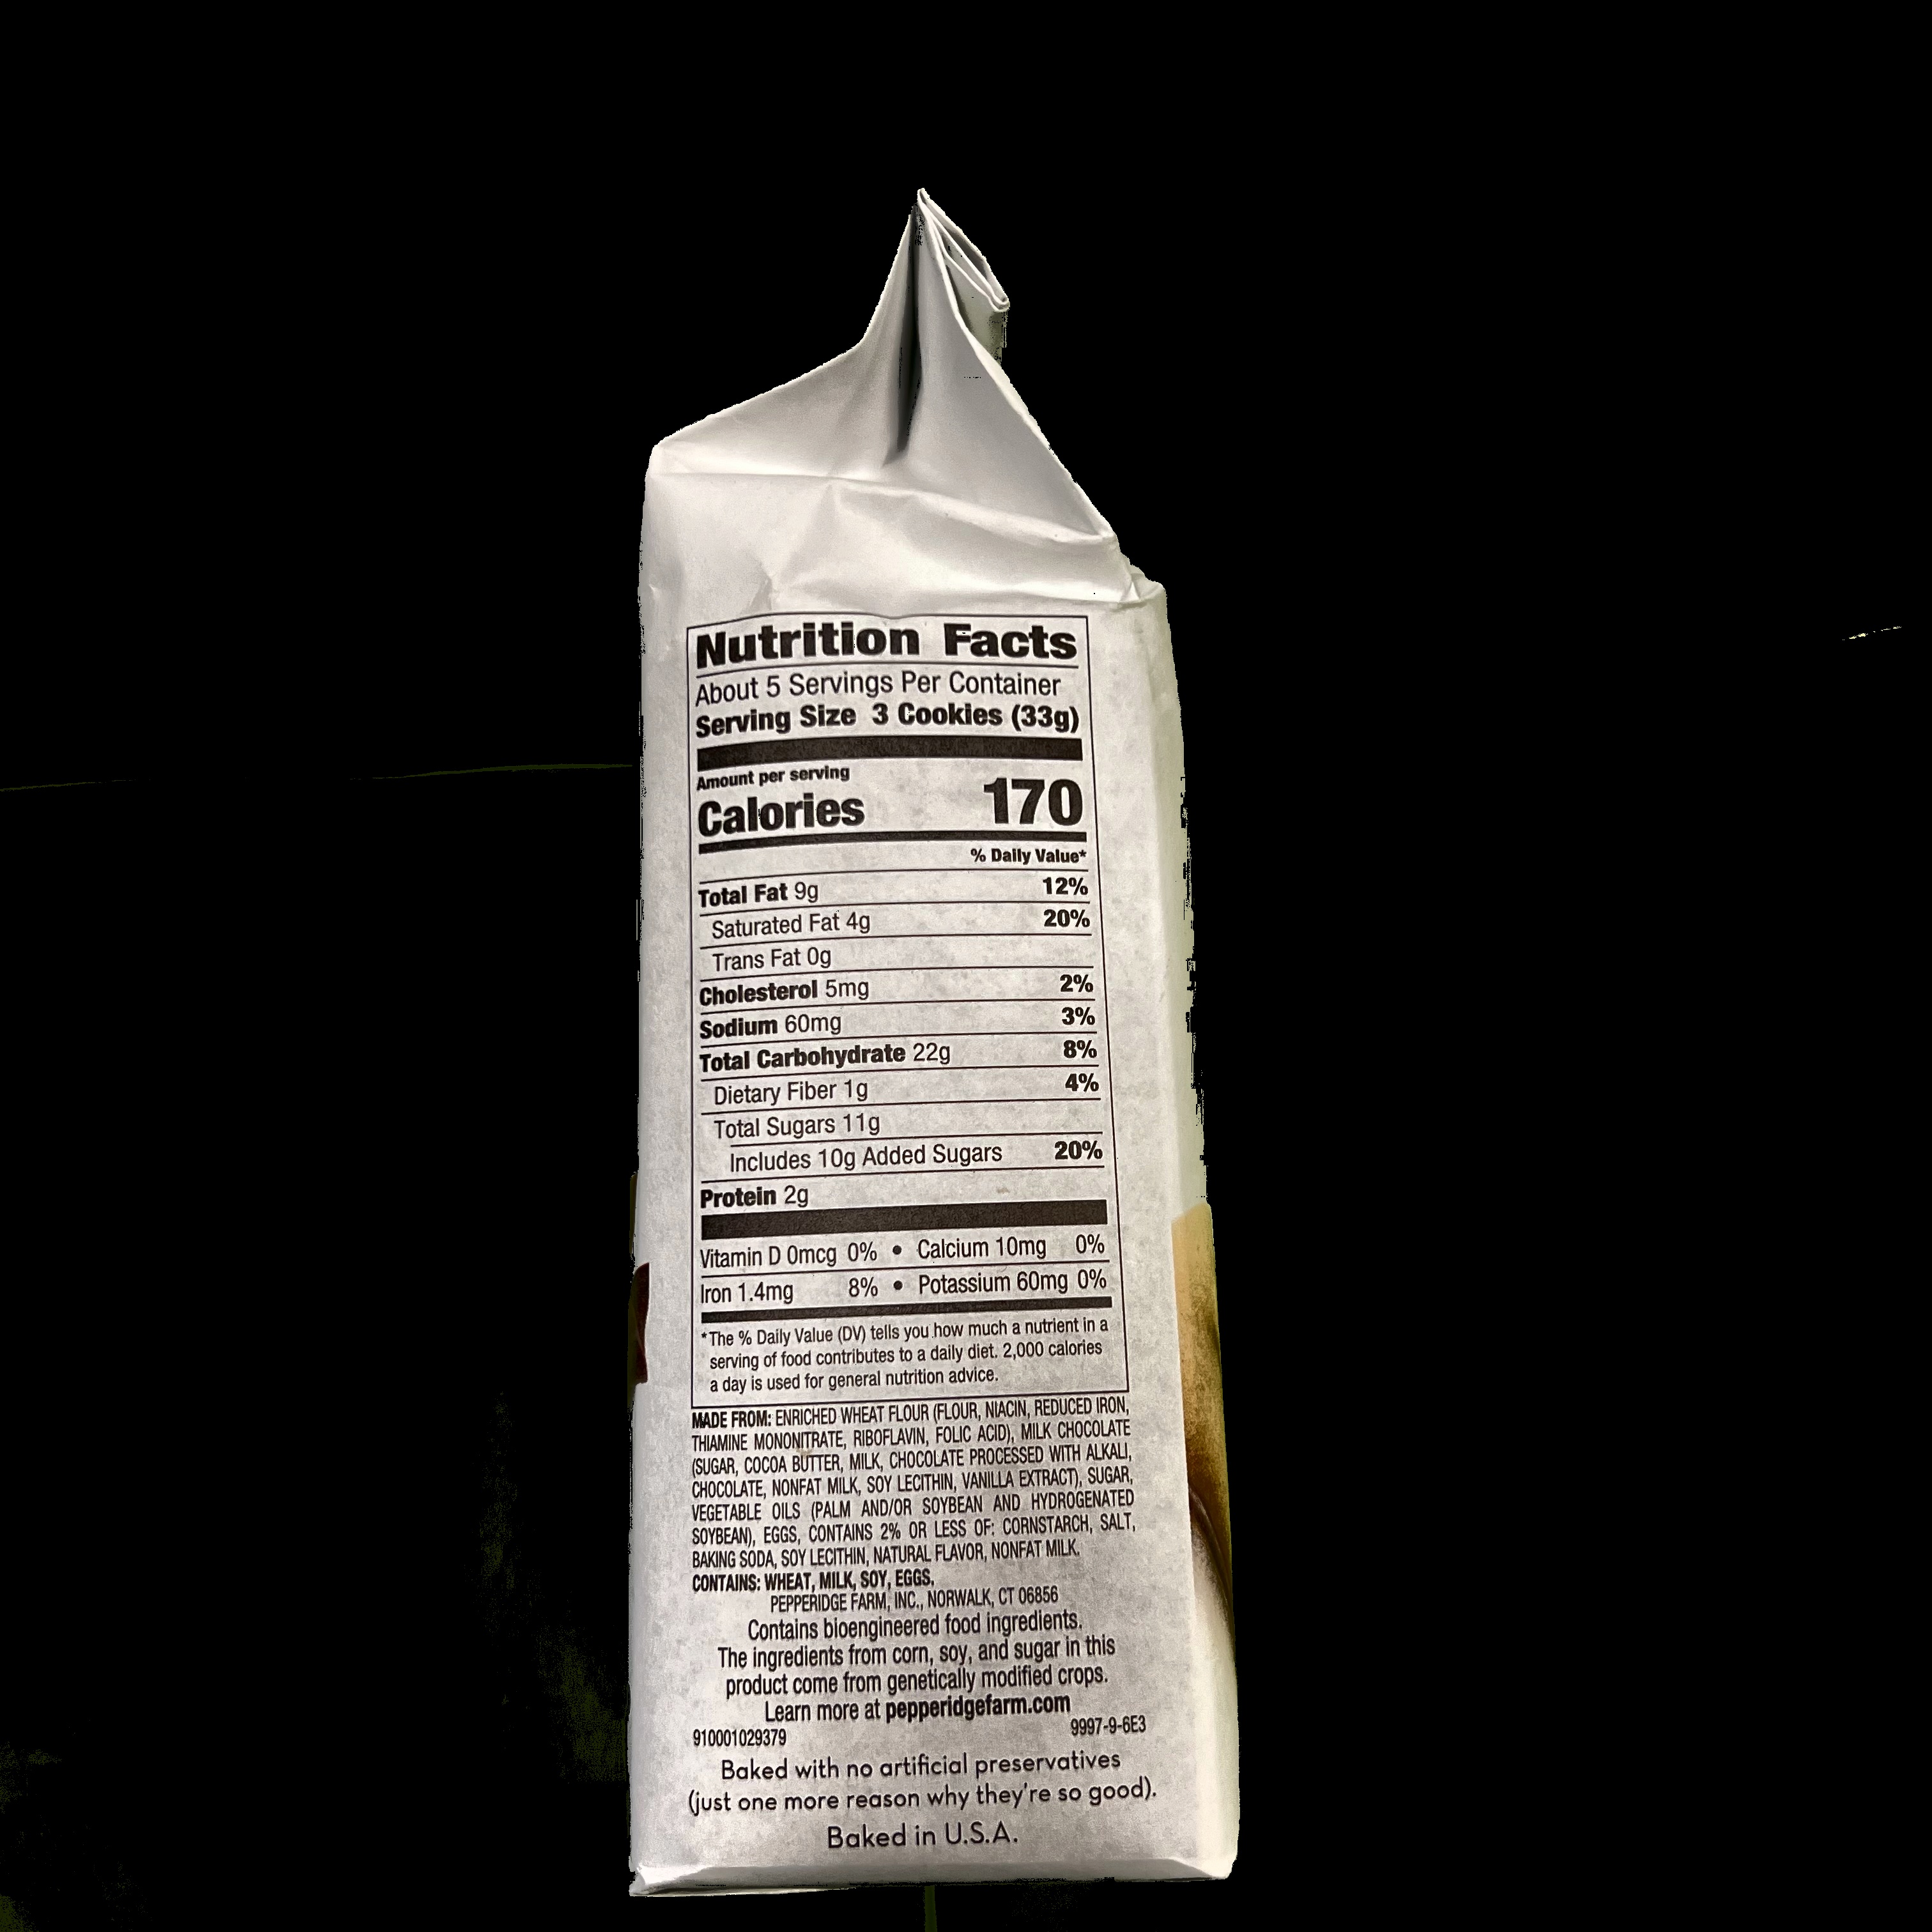 Nutrition Facts
About 5 Servings Per Container
Serving Size 3 Cookies (33g)
Amount per serving
Calories 170
% Daily Value*
Total Fat 9g 12%
Saturated Fat 4g 20%
Trans Fat 0g
Cholesterol 5mg 2%
Sodium 60mg 3%
Total Carbohydrate 22g 8%
Dietary Fiber 1g 4%
Total Sugars 11g
Includes 10g Added Sugars 20%
Protein 2g
Vitamin D 0mcg 0% • Calcium 10mg 0%
Iron 1.4mg 8% • Potassium 60mg 0%
*The % Daily Value (DV) tells you how much a nutrient in a
serving of food contributes to a daily diet. 2,000 calories
a day is used for general nutrition advice.
MADE FROM: ENRICHED WHEAT FLOUR (FLOUR, NIACIN, REDUCED IRON,
THIAMINE MONONITRATE, RIBOFLAVIN, FOLIC ACID), MILK CHOCOLATE
(SUGAR, COCOA BUTTER, MILK, CHOCOLATE PROCESSED WITH ALKALI,
CHOCOLATE, NONFAT MILK, SOY LECITHIN, VANILLA EXTRACT), SUGAR,
VEGETABLE OILS (PALM AND/OR SOYBEAN AND HYDROGENATED
SOYBEAN), EGGS, CONTAINS 2% OR LESS OF: CORNSTARCH, SALT,
BAKING SODA, SOY LECITHIN, NATURAL FLAVOR, NONFAT MILK.
CONTAINS: WHEAT, MILK, SOY, EGGS.
PEPPERIDGE FARM, INC., NORWALK, CT 06856
Contains bioengineered food ingredients.
The ingredients from corn, soy, and sugar in this
product come from genetically modified crops.
Learn more at pepperidgefarm.com
910001029379 9997-9-6E3
Baked with no artificial preservatives
(just one more reason why they're so good).
Baked in U.S.A.